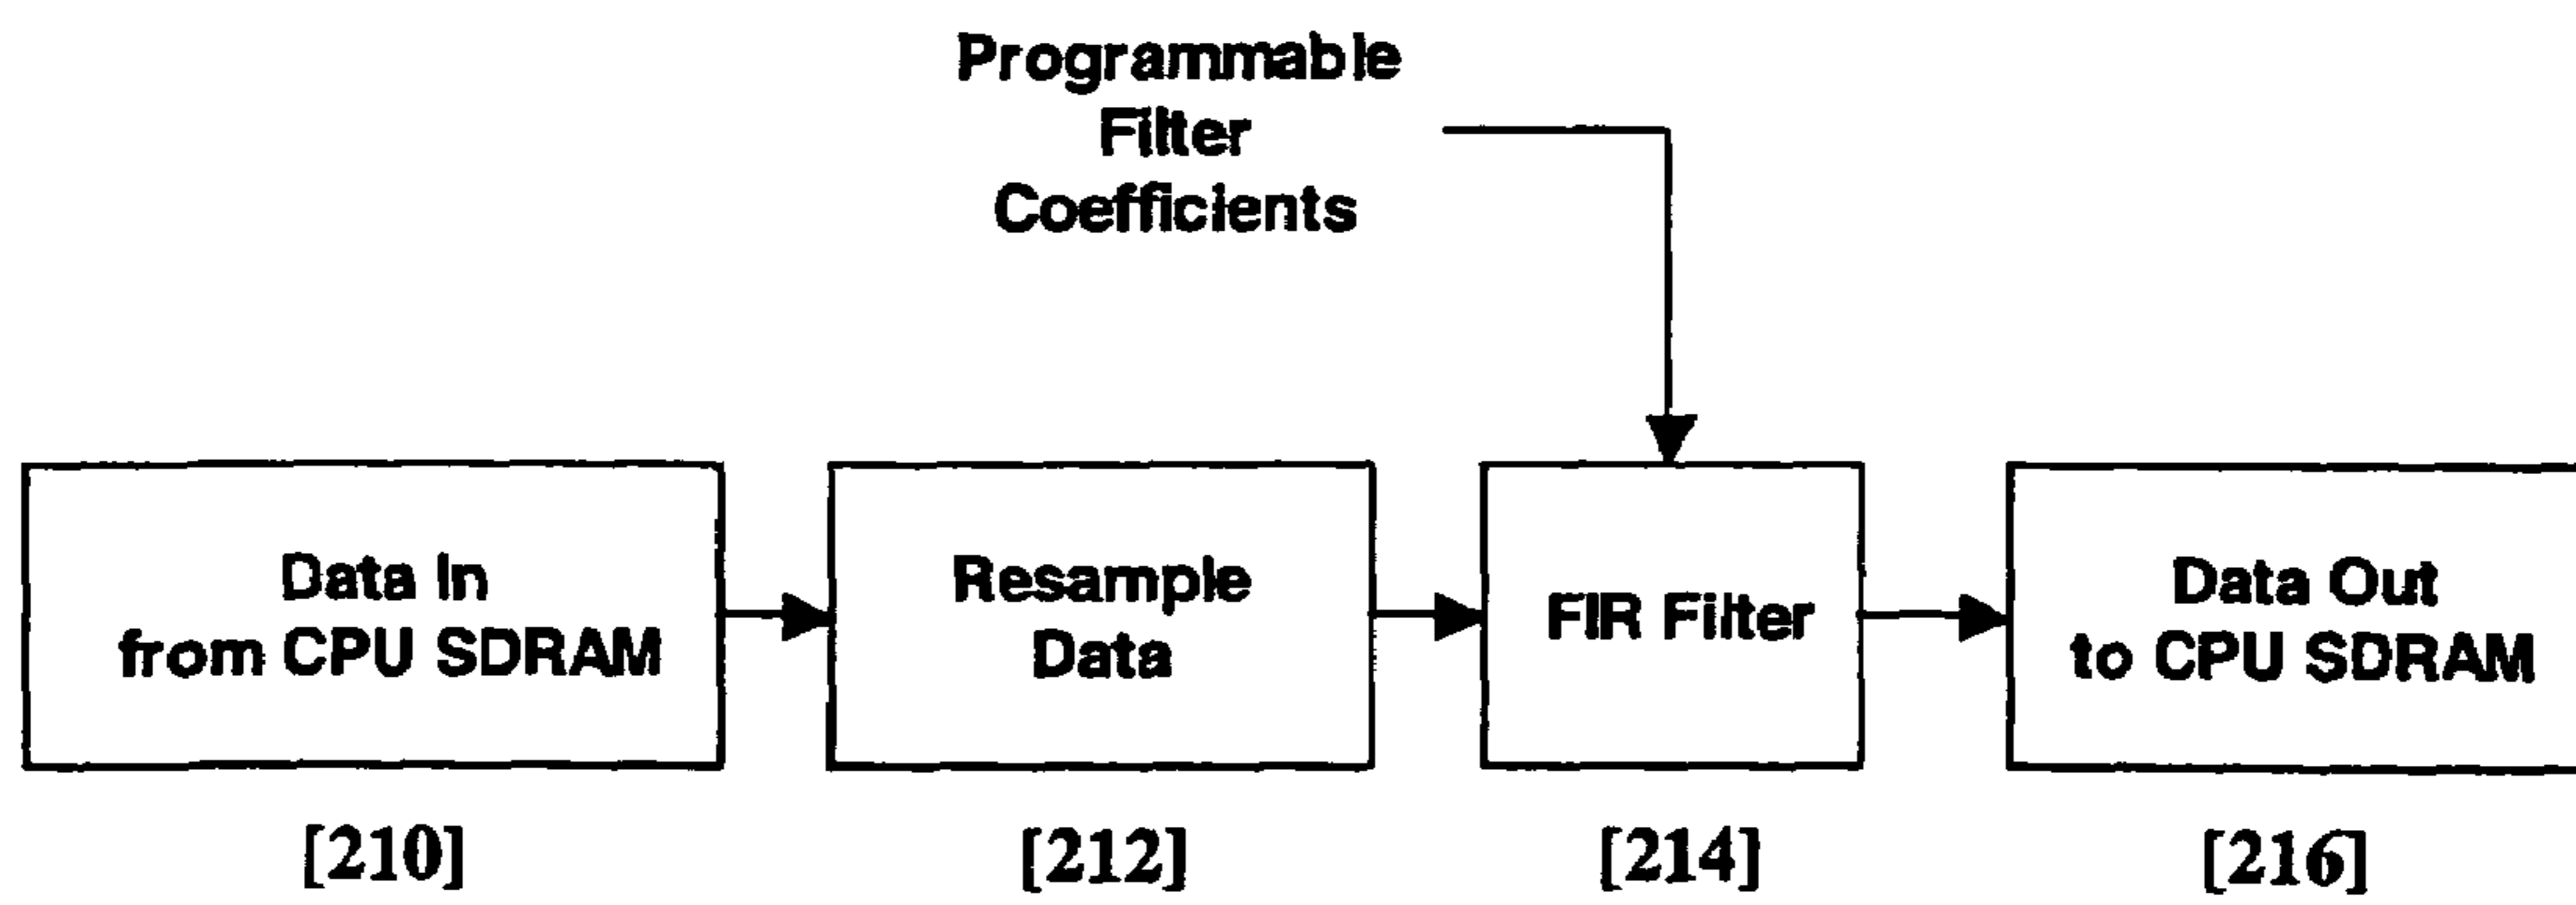 Programmable
Filter
Coefficients
Data In
from CPU SDRAM
Resample
Data
FIR Filter
Data Out
to CPU SDRAM
[210]
[212]
[214]
[216]